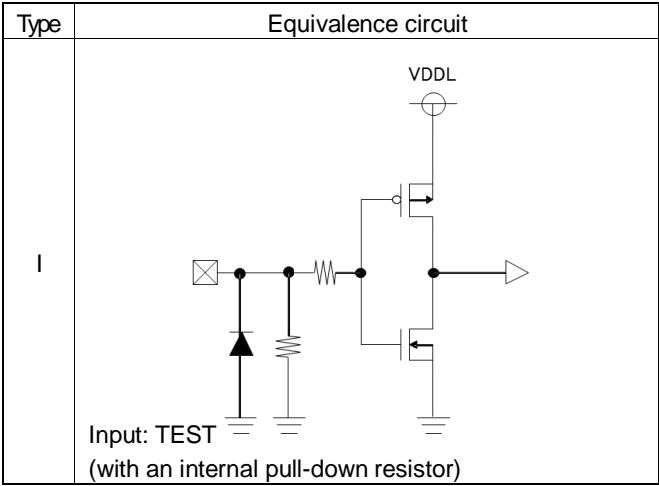 Type Equivalence circuit
VDDL
I
Input: TEST
(with an internal pull-down resistor)